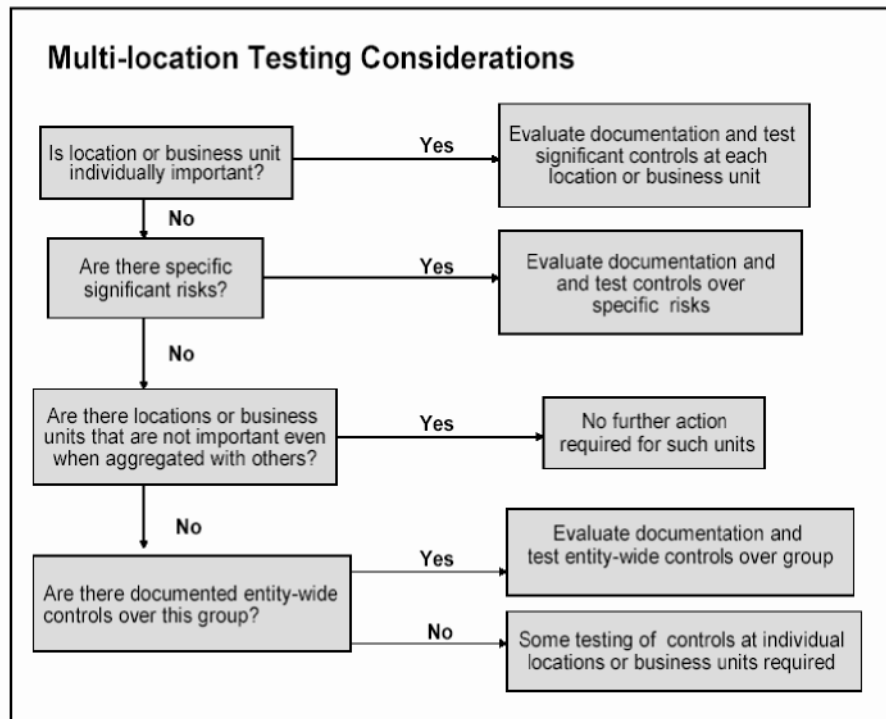 Multi-location Testing Considerations
Is location or business unit
individually important?
Yes
Evaluate documentation and test
significant controls at each
location or business unit
No
Are there specific
significant risks?
Yes
Evaluate documentation and
and test controls over
specific risks
No
Are there locations or business
units that are not important even
when aggregated with others?
Yes
No further action
required for such units
No
Are there documented entity-wide
controls over this group?
Yes
Evaluate documentation and
test entity-wide controls over group
No
Some testing of controls at individual
locations or business units required